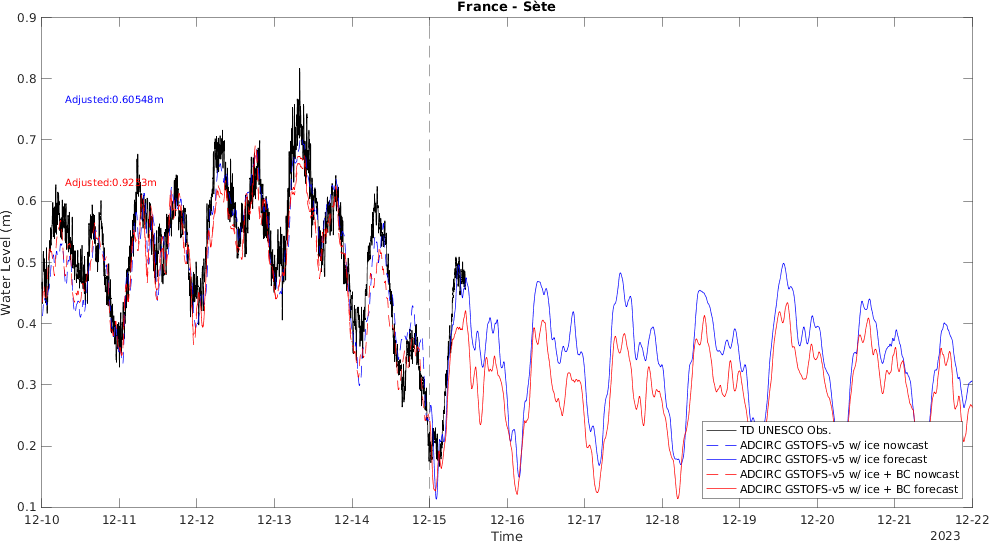 France - Sète
Water Level (m)
0.9
0.8
0.7
0.6
0.5
0.4
0.3
0.2
0.1
Adjusted:0.60548m
TD UNESCO Obs.
ADCIRC GSTOFS-v5 w/ ice nowcast
ADCIRC GSTOFS-v5 w/ ice forecast
ADCIRC GSTOFS-v5 w/ ice + BC nowcast
ADCIRC GSTOFS-v5 w/ ice + BC forecast
12-10 12-11 12-12 12-13 12-14 12-15 12-16 12-17 12-18 12-19 12-20 12-21 12-22
Time
2023